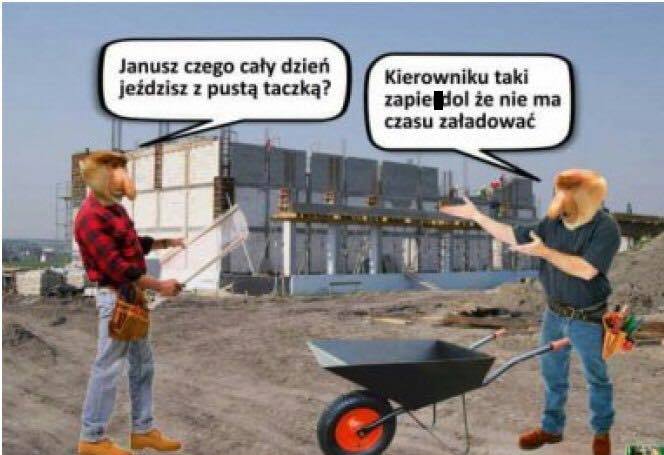 Janusz czego cały dzień
jeździsz z pustą taczką?
Kierowniku taki
zapie dol że nie ma
czasu załadować